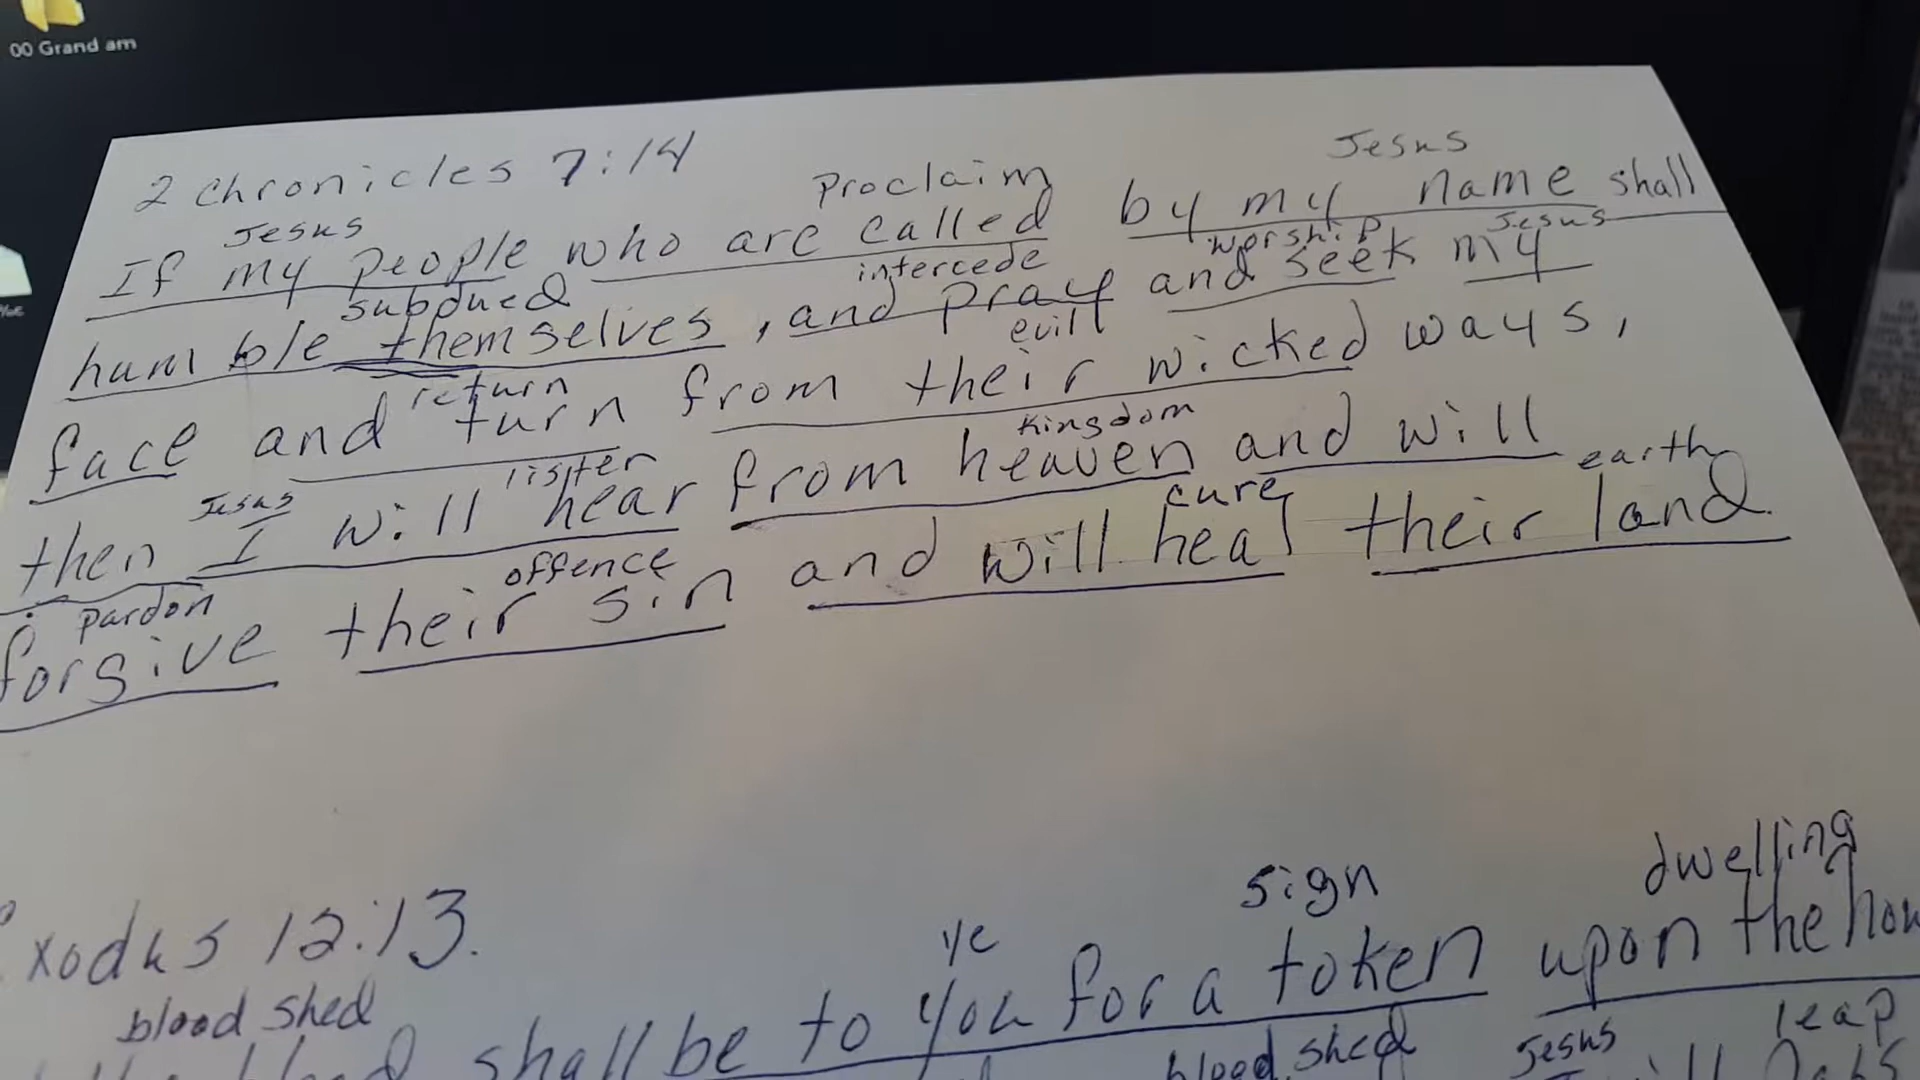 00 Grand am
2 Chronicles 7:14
Jesus
Proclaim
Jesus
If my people who are called by my name shall
subdued
intercede
worship
Jesus
humble themselves, and pray and seek my
return
evil
face and turn from their wicked ways,
Jesus
kingdom
then I will hear from heaven and will
pardon
offence
cure
earth
forgive their sin and will heal their land
Exodus 12:13.
blood shed
ye
sign
dwelling
blood shall be to you for a token upon the
blood shed
Jesus
leap